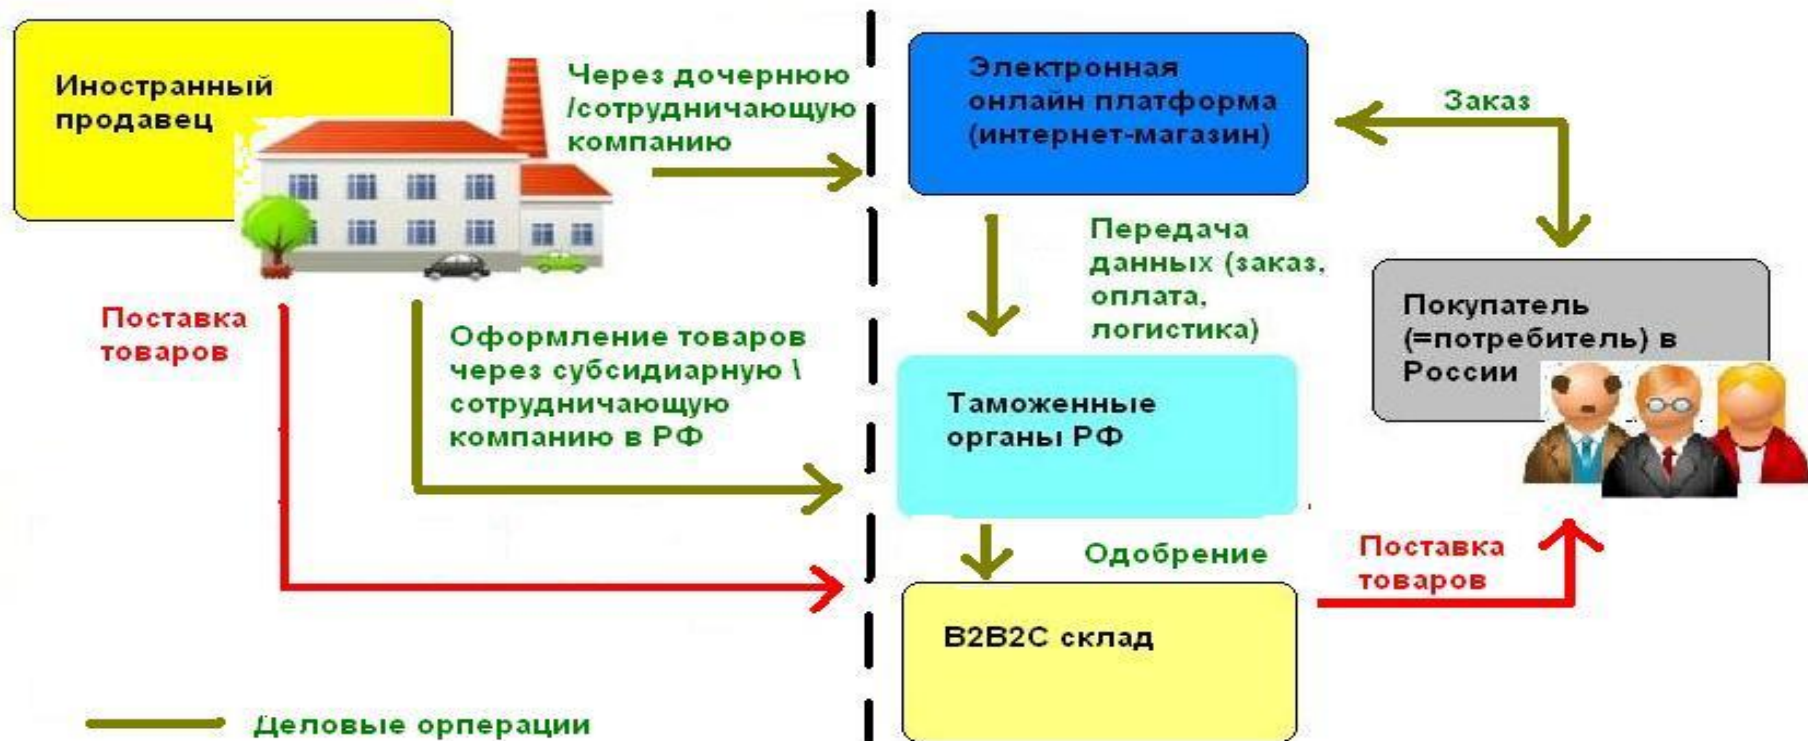 Иностранный
продавец
Через дочернюю
/сотрудничающую
компанию
Электронная
онлайн платформа
(интернет-магазин)
Заказ
Передача
данных (заказ,
оплата,
логистика)
Покупатель
(=потребитель) в
России
Поставка
товаров
Оформление товаров
через субсидиарную \
сотрудничающую
компанию в РФ
Таможенные
органы РФ
Одобрение
Поставка
товаров
B2B2C склад
Деловые орперации